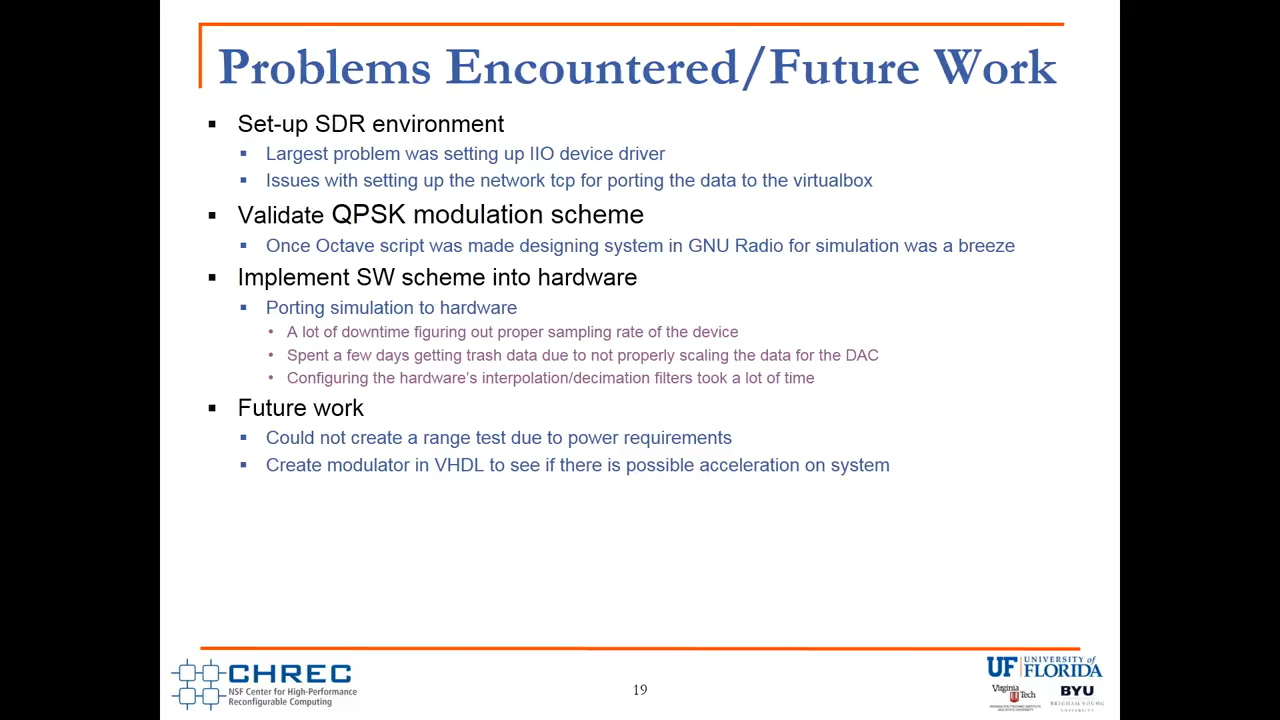 Problems Encountered/Future Work
Set-up SDR environment
Largest problem was setting up IIO device driver
Issues with setting up the network tcp for porting the data to the virtualbox
Validate QPSK modulation scheme
Once Octave script was made designing system in GNU Radio for simulation was a breeze
Implement SW scheme into hardware
Porting simulation to hardware
A lot of downtime figuring out proper sampling rate of the device
Spent a few days getting trash data due to not properly scaling the data for the DAC
Configuring the hardware's interpolation/decimation filters took a lot of time
Future work
Could not create a range test due to power requirements
Create modulator in VHDL to see if there is possible acceleration on system
CHREC
NSF Center for High-Performance
Reconfigurable Computing
19
UF UNIVERSITY of
FLORIDA
Virginia Tech
BYU
BRIGHAM YOUNG
UNIVERSITY